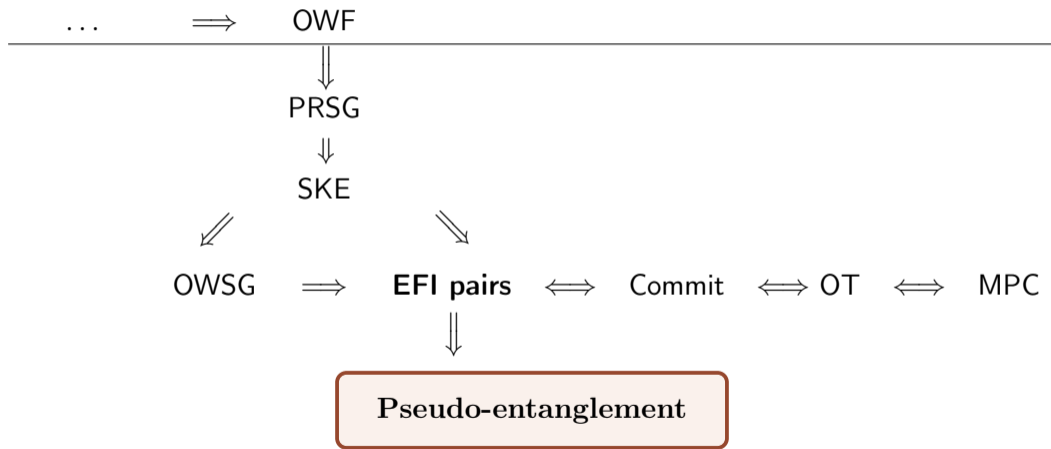 ... ⟹ OWF
⇓
PRSG
⇓
SKE
⇙ ⇘
OWSG ⟹ EFI pairs ⟺ Commit ⟺ OT ⟺ MPC
⇓
Pseudo-entanglement